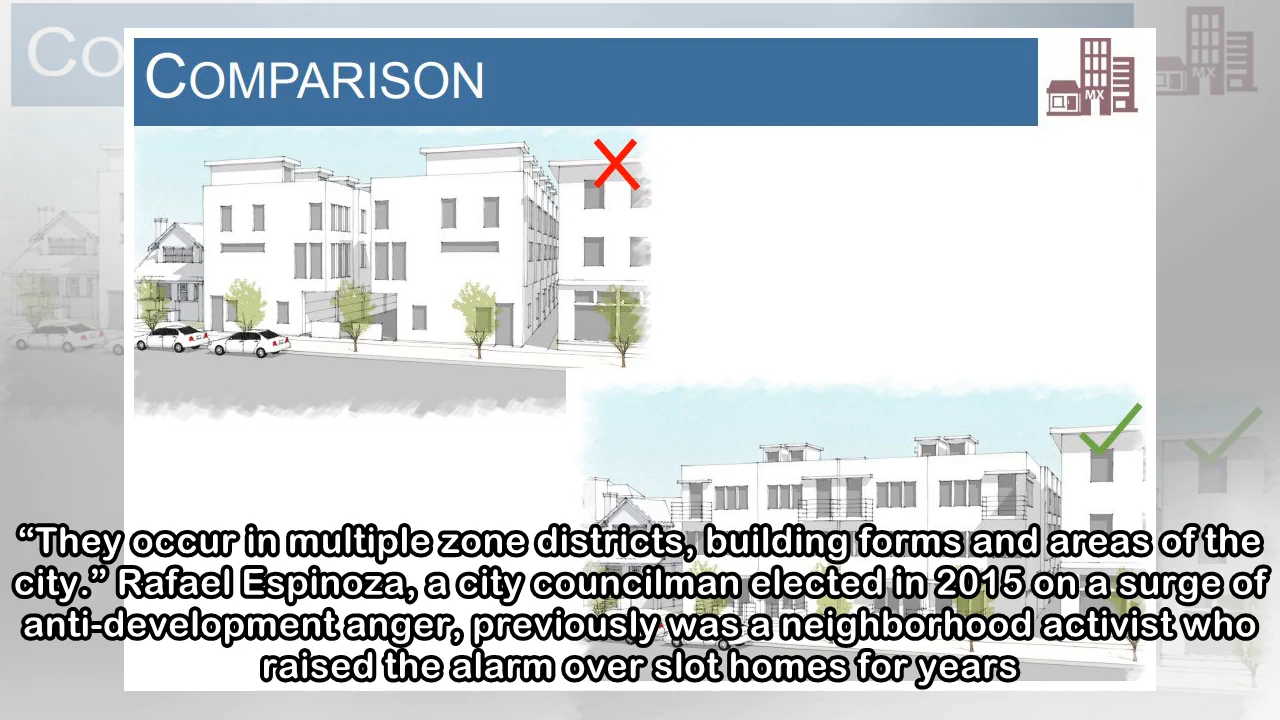 Co
COMPARISON
MX
MX
“They occur in multiple zone districts, building forms and areas of the
city.” Rafael Espinoza, a city councilman elected in 2015 on a surge of
anti-development anger, previously was a neighborhood activist who
raised the alarm over slot homes for years